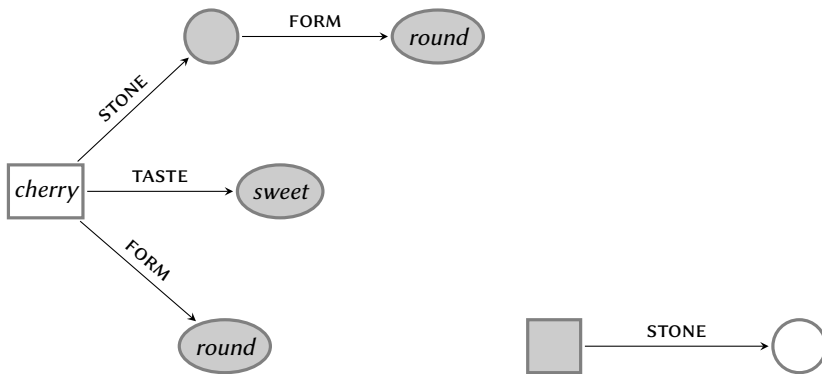 FORM
round
STONE
cherry
TASTE
sweet
FORM
round
STONE